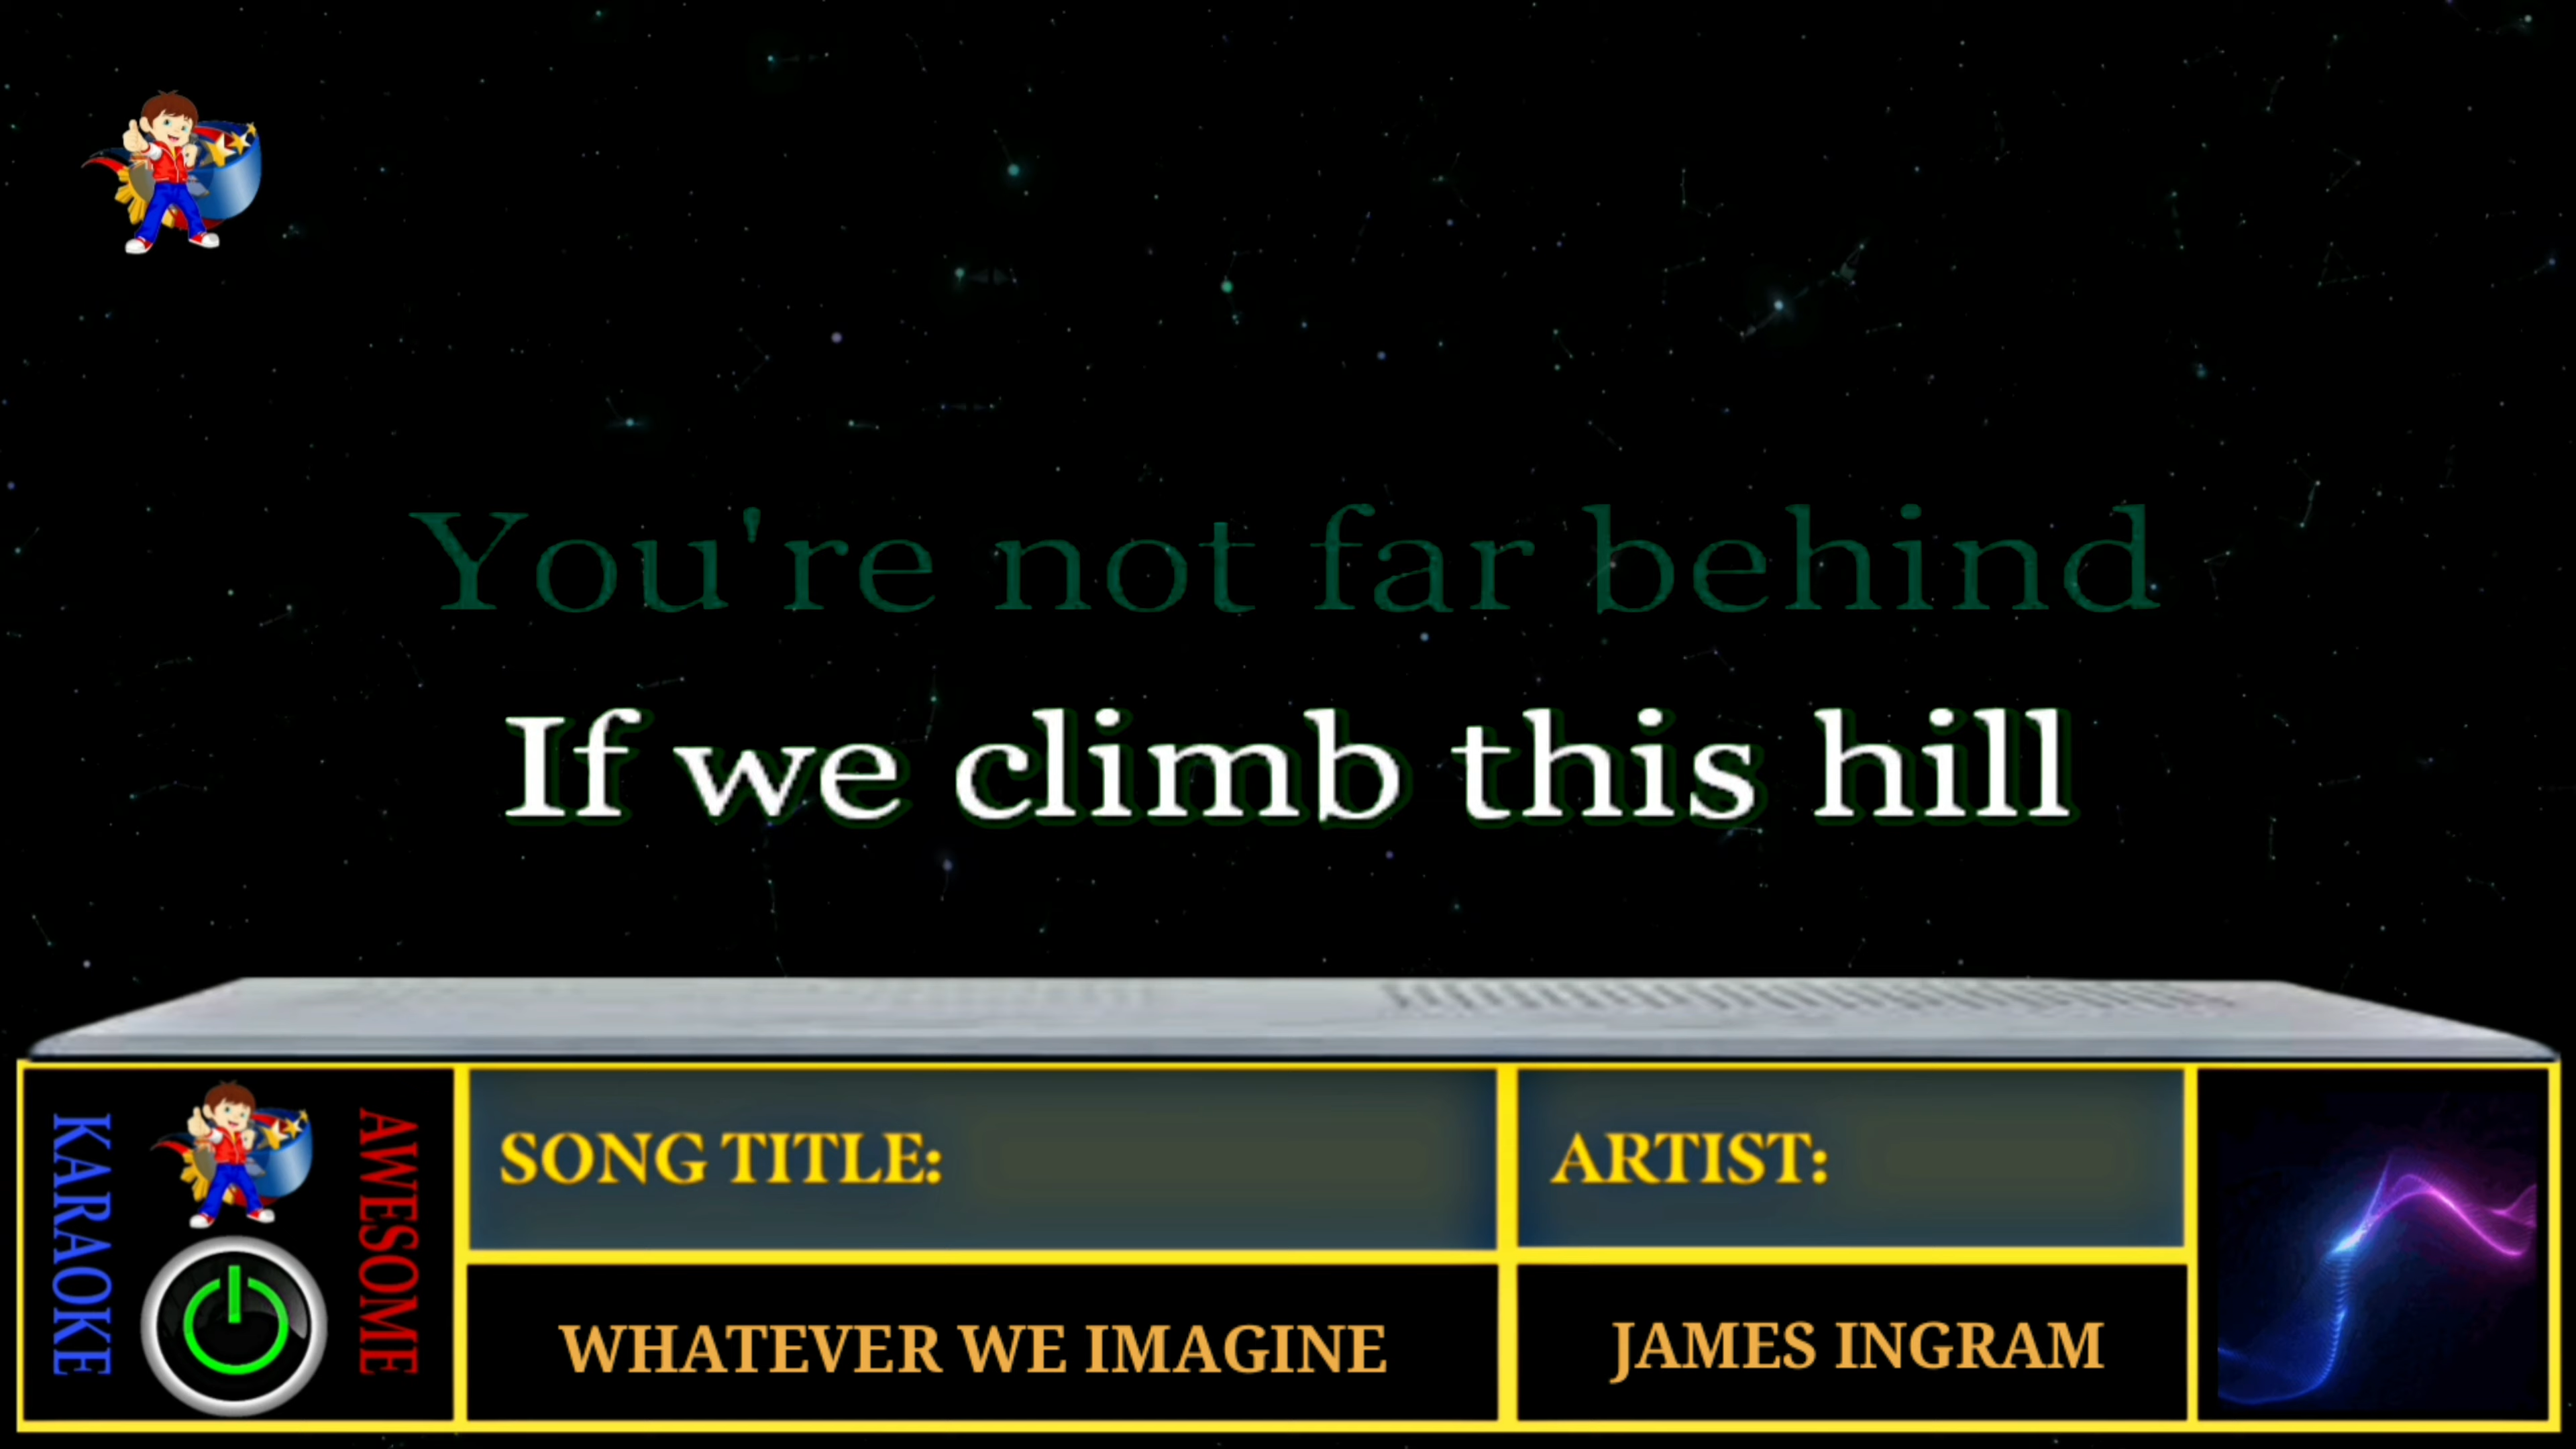 You're not far behind
If we climb this hill
KARAOKE
AWESOME
SONG TITLE:
ARTIST:
WHATEVER WE IMAGINE
JAMES INGRAM